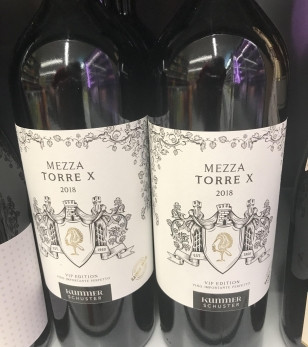 MEZZA
TORRE X
2018
VIP EDITION
KUMMER
SCHUSTER
MEZZA
TORRE X
2018
VIP EDITION
KUMMER
SCHUSTER